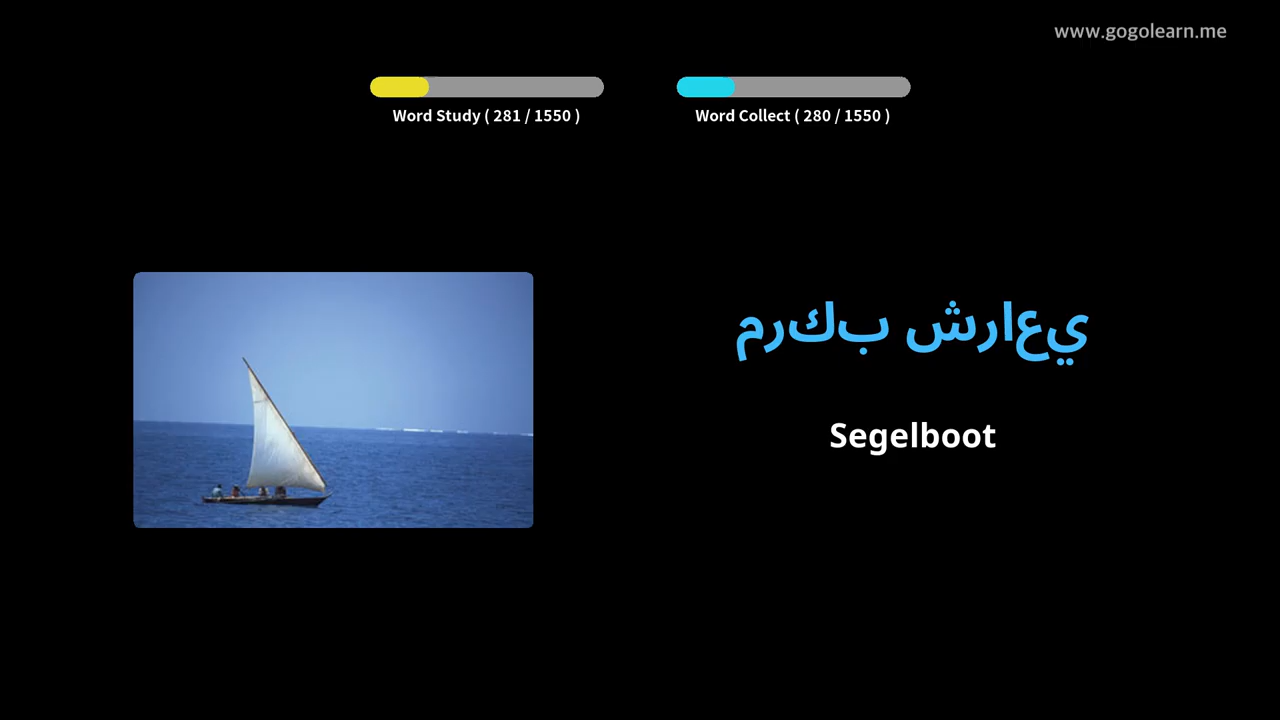 www.gogolearn.me
Word Study ( 281 / 1550 )
Word Collect ( 280 / 1550 )
مركب شراعي
Segelboot